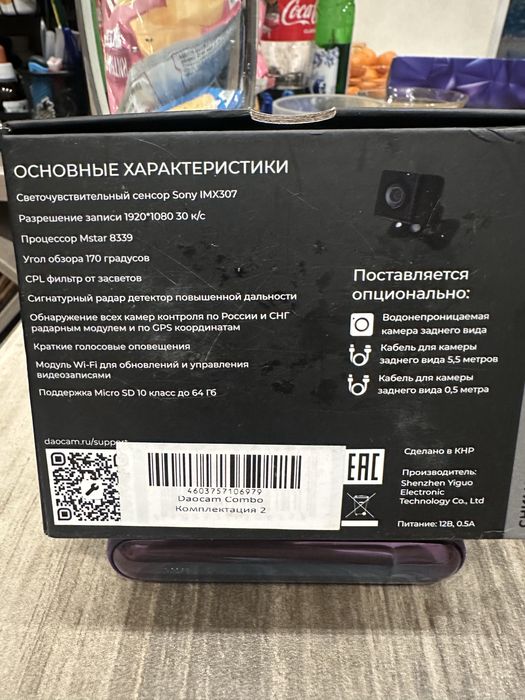 Coca-Cola
ОСНОВНЫЕ ХАРАКТЕРИСТИКИ
Светочувствительный сенсор Sony IMX307
Разрешение записи 1920*1080 30 к/с
Процессор Mstar 8339
Угол обзора 170 градусов
CPL фильтр от засветов
Сигнатурный радар детектор повышенной дальности
Обнаружение всех камер контроля по России и СНГ
радарным модулем и по GPS координатам
Краткие голосовые оповещения
Модуль Wi-Fi для обновлений и управления
видеозаписями
Поддержка Micro SD 10 класс до 64 Гб
Поставляется
опционально:
Водонепроницаемая
камера заднего вида
Кабель для камеры
заднего вида 5,5 метров
Кабель для камеры
заднего вида 0,5 метра
daocam.ru/support
4603757106979
Daocam Combo
Комплектация 2
EAC
Сделано в КНР
Производитель:
Shenzhen Yiguo
Electronic
Technology Co., Ltd
Питание: 12В, 0.5А